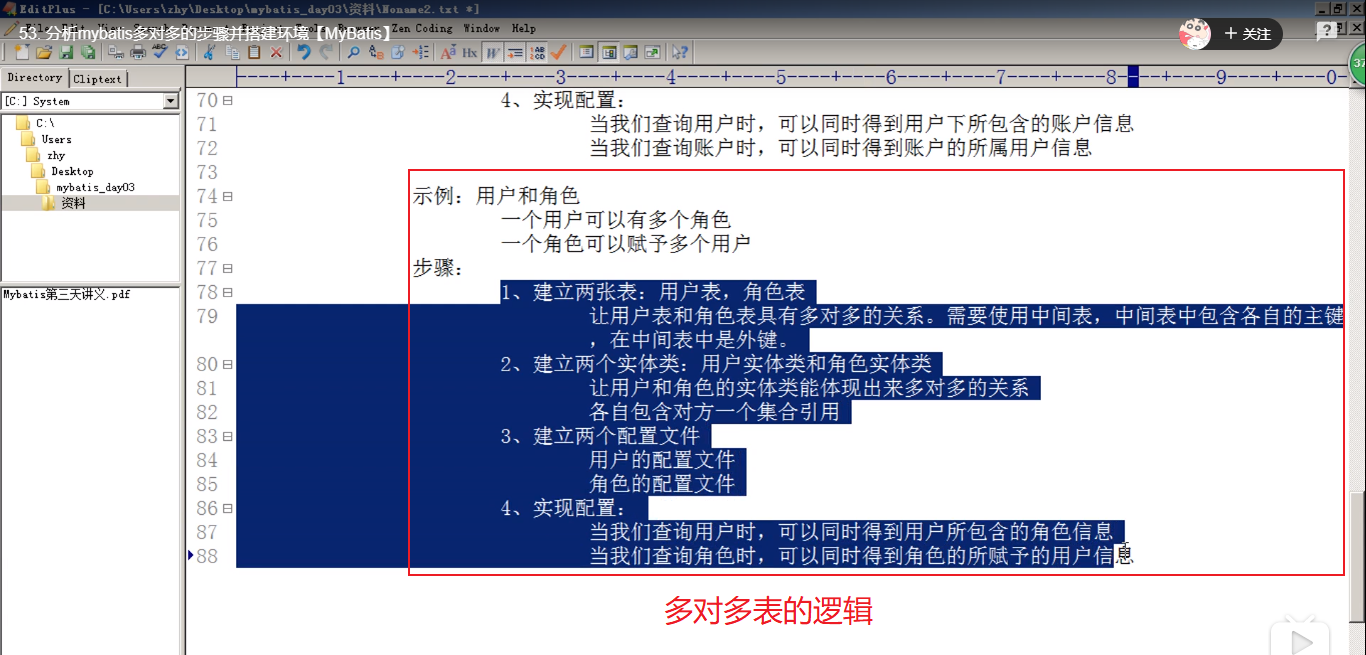 EditPlus - [C:\Users\zhy\Desktop\mybatis_day03\资料\Noname2.txt *]
Zen Coding Window Help
53. 分析mybatis多对多的步骤并搭建环境【MyBatis】
+ 关注
?
37
Directory Cliptext
[C:] System
C:\
Users
zhy
Desktop
mybatis_day03
资料
Mybatis第三天讲义.pdf
----+----1----+----2----+----3----+----4----+----5----+----6----+----7----+----8----+----9----+----0
70 4、实现配置：
71 当我们查询用户时，可以同时得到用户下所包含的账户信息
72 当我们查询账户时，可以同时得到账户的所属用户信息
73
74 示例：用户和角色
75 一个用户可以有多个角色
76 一个角色可以赋予多个用户
77 步骤：
78 1、建立两张表：用户表，角色表
79 让用户表和角色表具有多对多的关系。需要使用中间表，中间表中包含各自的主键
，在中间表中是外键。
80 2、建立两个实体类：用户实体类和角色实体类
81 让用户和角色的实体类能体现出来多对多的关系
82 各自包含对方一个集合引用
83 3、建立两个配置文件
84 用户的配置文件
85 角色的配置文件
86 4、实现配置：
87 当我们查询用户时，可以同时得到用户所包含的角色信息
88 当我们查询角色时，可以同时得到角色的所赋予的用户信息
多对多表的逻辑